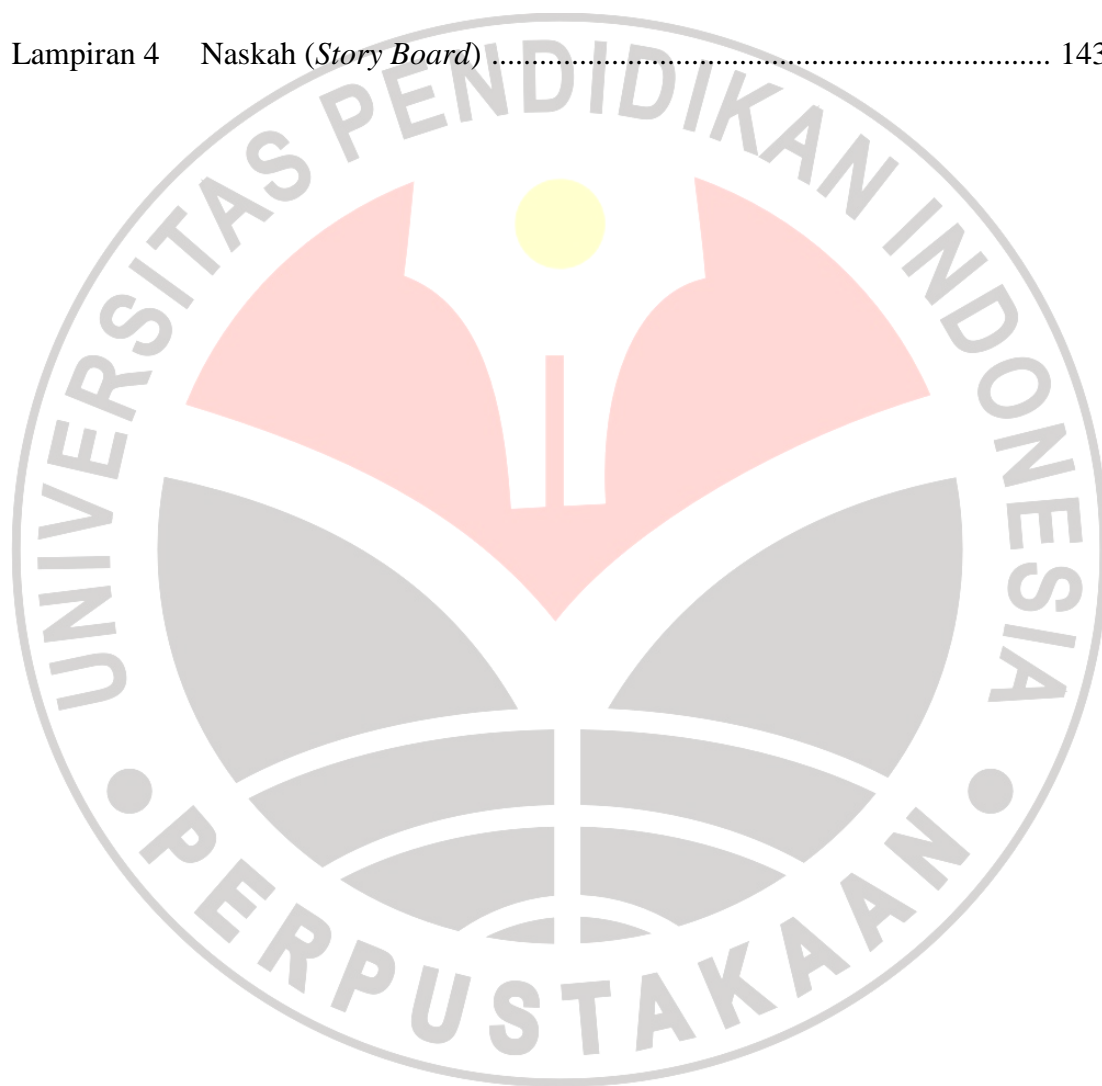 Lampiran 4 Naskah (Story Board) .................................................................. 143
UNIVERSITAS PENDIDIKAN INDONESIA
• PERPUSTAKAAN •